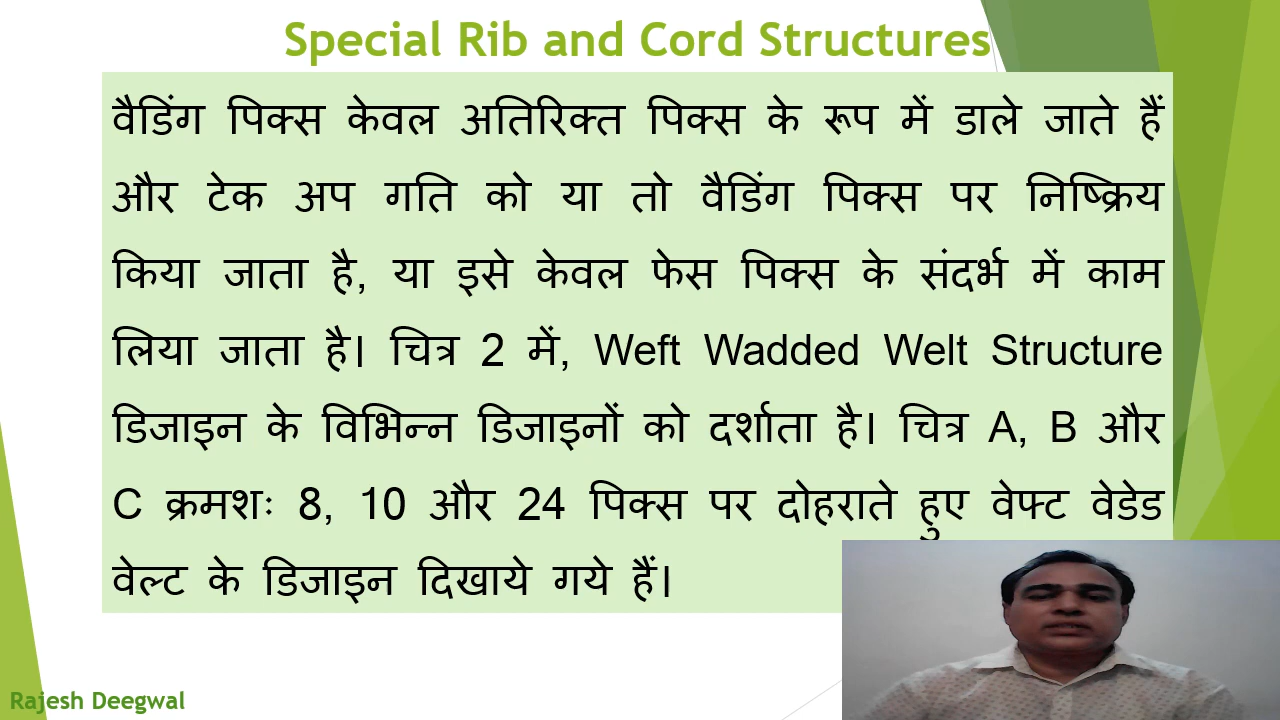 Special Rib and Cord Structures
वैडिंग पिक्स केवल अतिरिक्त पिक्स के रूप में डाले जाते हैं
और टेक अप गति को या तो वैडिंग पिक्स पर निष्क्रिय
किया जाता है, या इसे केवल फेस पिक्स के संदर्भ में काम
लिया जाता है। चित्र 2 में, Weft Wadded Welt Structure
डिजाइन के विभिन्न डिजाइनों को दर्शाता है। चित्र A, B और
C क्रमशः 8, 10 और 24 पिक्स पर दोहराते हुए वेफ्ट वेडेड
वेल्ट के डिजाइन दिखाये गये हैं।
Rajesh Deegwal